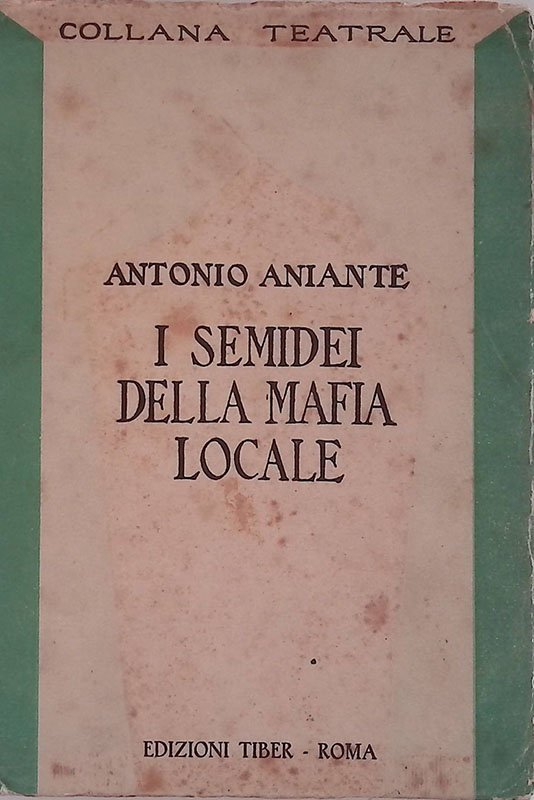 COLLANA TEATRALE
ANTONIO ANIANTE
I SEMIDEI
DELLA MAFIA
LOCALE
EDIZIONI TIBER - ROMA